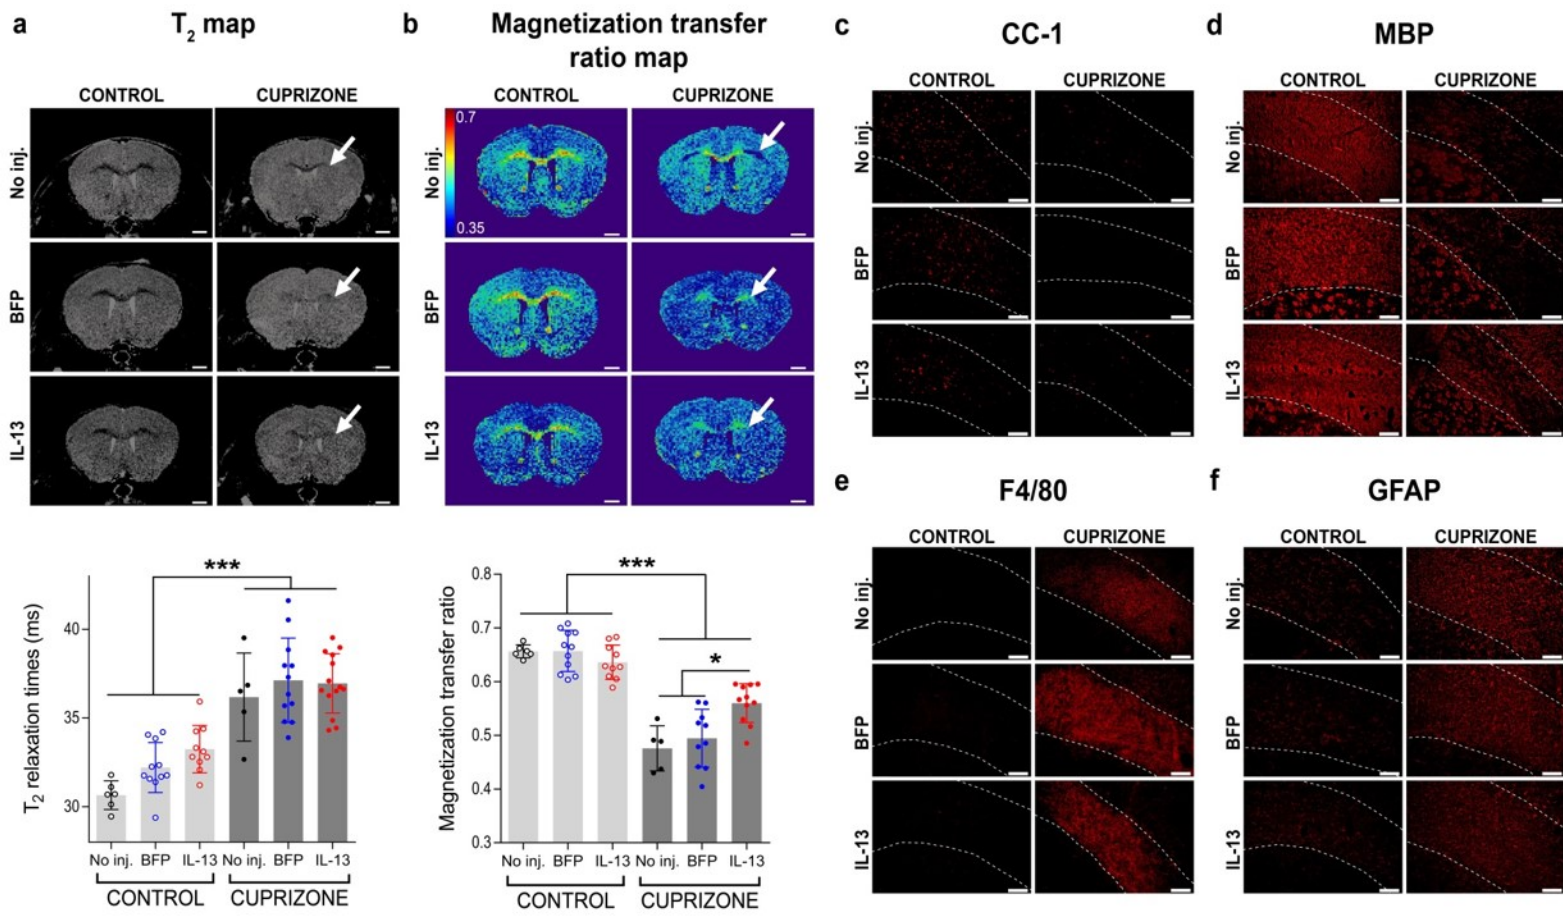 a
T2 map
CONTROL
CUPRIZONE
No inj.
BFP
IL-13
T2 relaxation times (ms)
40
35
30
***
No inj. BFP IL-13 No inj. BFP IL-13
CONTROL CUPRIZONE
b
Magnetization transfer
ratio map
CONTROL
CUPRIZONE
0.7
0.35
No inj.
BFP
IL-13
Magnetization transfer ratio
0.8
0.7
0.6
0.5
0.4
0.3
***
*
No inj. BFP IL-13 No inj. BFP IL-13
CONTROL CUPRIZONE
c
CC-1
CONTROL
CUPRIZONE
No inj.
BFP
IL-13
d
MBP
CONTROL
CUPRIZONE
No inj.
BFP
IL-13
e
F4/80
CONTROL
CUPRIZONE
No inj.
BFP
IL-13
f
GFAP
CONTROL
CUPRIZONE
No inj.
BFP
IL-13